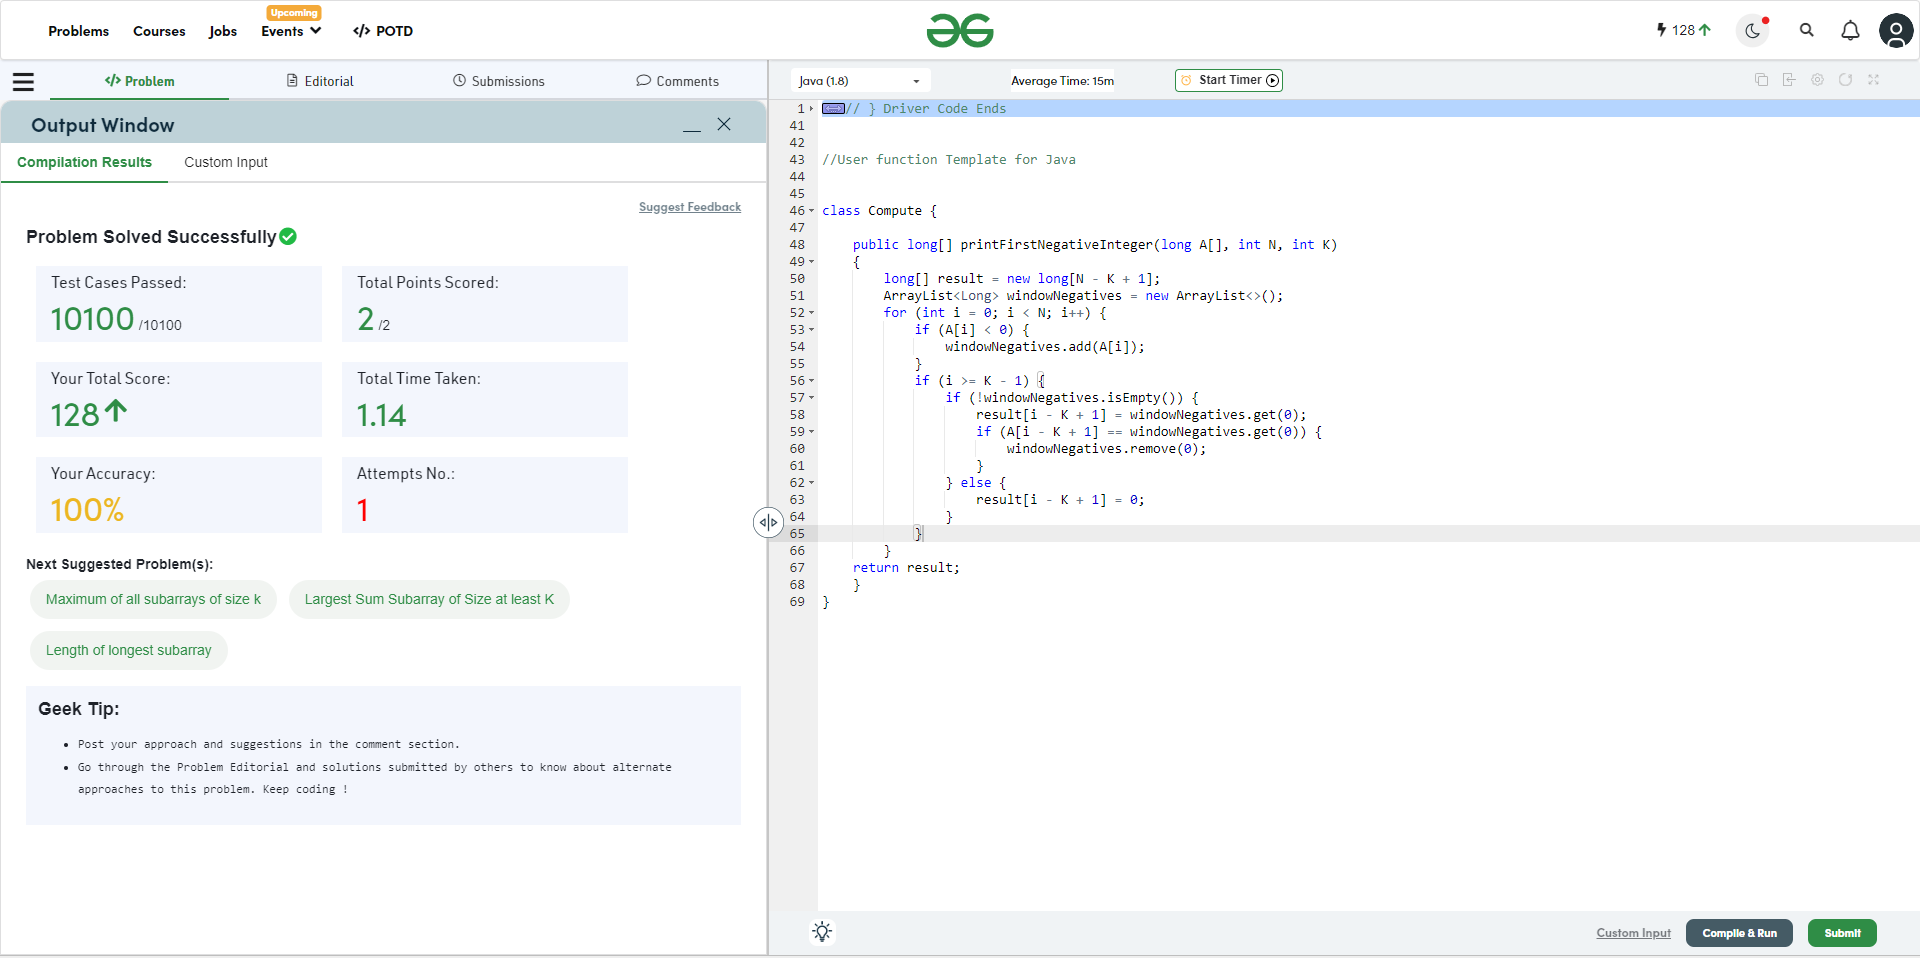 Problems Courses Jobs Upcoming Events </> POTD 128
</> Problem Editorial Submissions Comments
Output Window
Compilation Results Custom Input
Suggest Feedback
Problem Solved Successfully
Test Cases Passed:
10100 /10100
Total Points Scored:
2 /2
Your Total Score:
128
Total Time Taken:
1.14
Your Accuracy:
100%
Attempts No.:
1
Next Suggested Problem(s):
Maximum of all subarrays of size k
Largest Sum Subarray of Size at least K
Length of longest subarray
Geek Tip:
• Post your approach and suggestions in the comment section.
• Go through the Problem Editorial and solutions submitted by others to know about alternate
approaches to this problem. Keep coding !
Java (1.8) Average Time: 15m Start Timer
1 // } Driver Code Ends
41
42
43 //User function Template for Java
44
45
46 class Compute {
47
48     public long[] printFirstNegativeInteger(long A[], int N, int K)
49     {
50         long[] result = new long[N - K + 1];
51         ArrayList<Long> windowNegatives = new ArrayList<>();
52         for (int i = 0; i < N; i++) {
53             if (A[i] < 0) {
54                 windowNegatives.add(A[i]);
55             }
56             if (i >= K - 1) {
57                 if (!windowNegatives.isEmpty()) {
58                     result[i - K + 1] = windowNegatives.get(0);
59                     if (A[i - K + 1] == windowNegatives.get(0)) {
60                         windowNegatives.remove(0);
61                     }
62                 } else {
63                     result[i - K + 1] = 0;
64                 }
65             }
66         }
67     return result;
68     }
69 }
Custom Input Compile & Run Submit